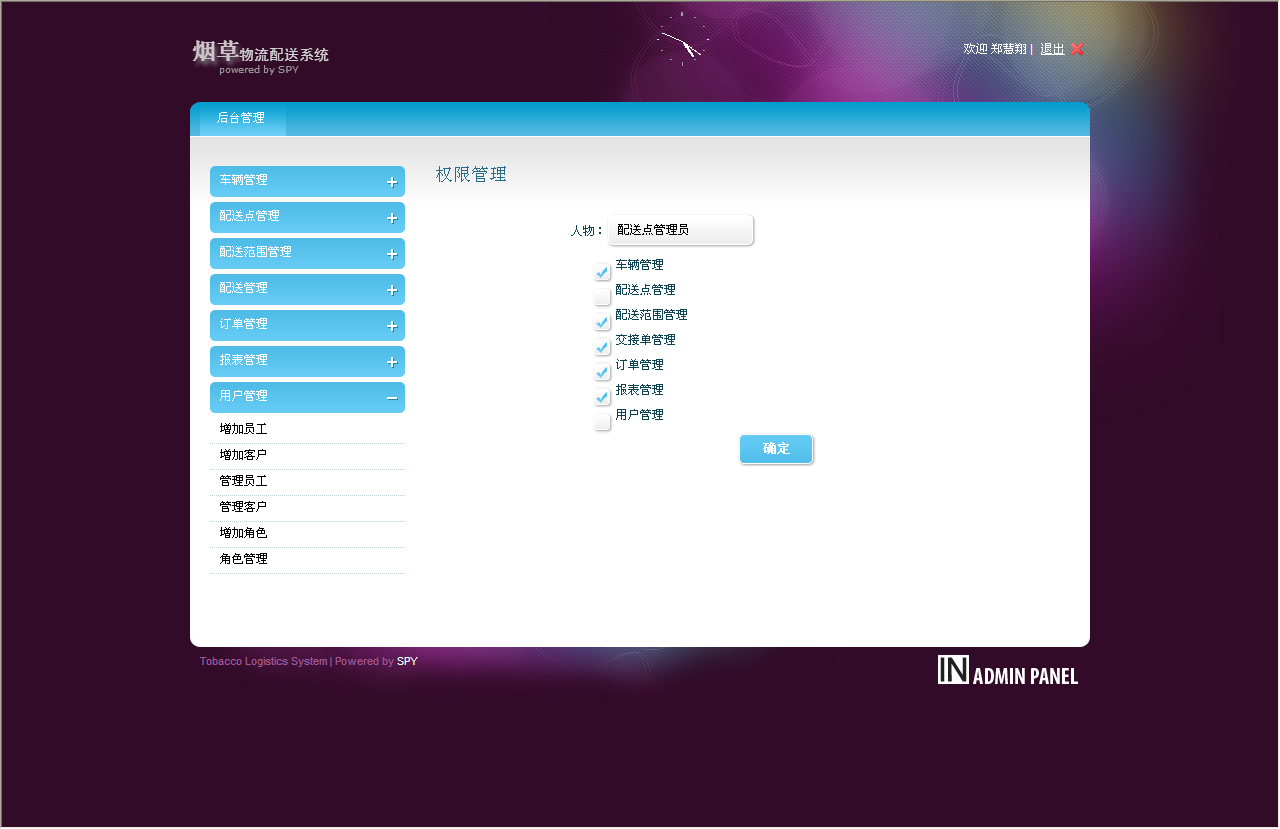 烟草物流配送系统
powered by SPY
欢迎 郑慧翔 | 退出
后台管理
车辆管理
配送点管理
配送范围管理
配送管理
订单管理
报表管理
用户管理
增加员工
增加客户
管理员工
管理客户
增加角色
角色管理
权限管理
人物： 配送点管理员
车辆管理
配送点管理
配送范围管理
交接单管理
订单管理
报表管理
用户管理
确定
Tobacco Logistics System | Powered by SPY
IN ADMIN PANEL